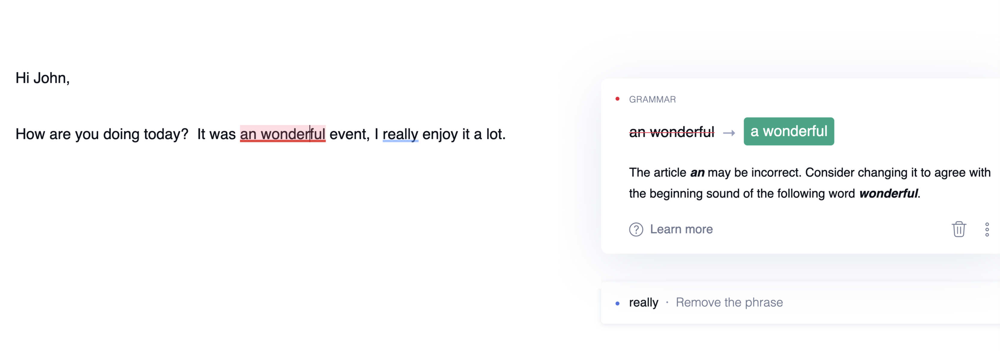 Hi John,
How are you doing today?  It was an wonderful event, I really enjoy it a lot.
GRAMMAR
an wonderful → a wonderful
The article an may be incorrect. Consider changing it to agree with
the beginning sound of the following word wonderful.
? Learn more
really · Remove the phrase